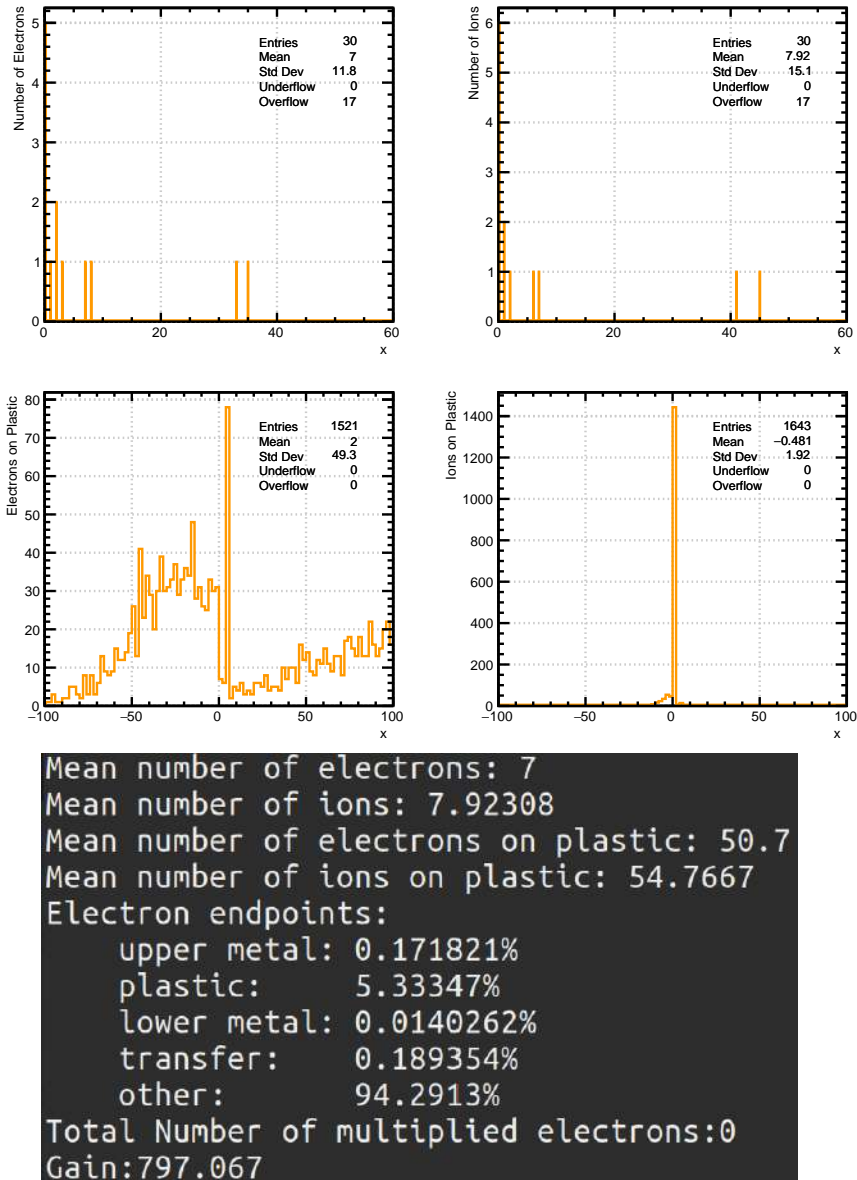 Number of Electrons
5
4
3
2
1
0
Entries 30
Mean 7
Std Dev 11.8
Underflow 0
Overflow 17
0 20 40 60
x
Number of Ions
6
5
4
3
2
1
0
Entries 30
Mean 7.92
Std Dev 15.1
Underflow 0
Overflow 17
0 20 40 60
x
Electrons on Plastic
80
70
60
50
40
30
20
10
0
Entries 1521
Mean 2
Std Dev 49.3
Underflow 0
Overflow 0
−100 −50 0 50 100
x
Ions on Plastic
1400
1200
1000
800
600
400
200
0
Entries 1643
Mean −0.481
Std Dev 1.92
Underflow 0
Overflow 0
−100 −50 0 50 100
x
Mean number of electrons: 7
Mean number of ions: 7.92308
Mean number of electrons on plastic: 50.7
Mean number of ions on plastic: 54.7667
Electron endpoints:
upper metal: 0.171821%
plastic: 5.33347%
lower metal: 0.0140262%
transfer: 0.189354%
other: 94.2913%
Total Number of multiplied electrons:0
Gain:797.067